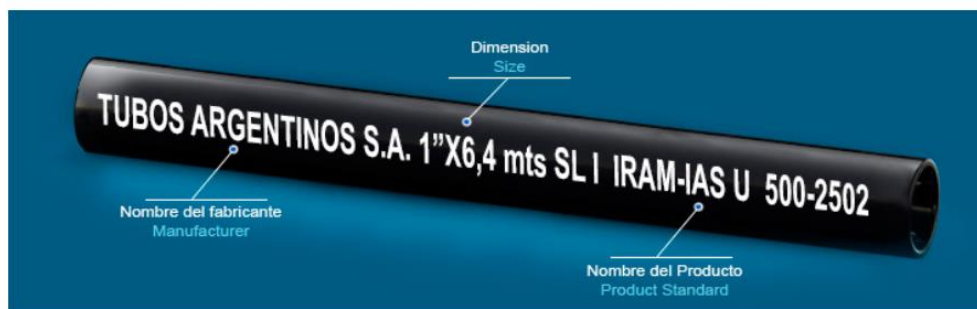 Dimension
Size
TUBOS ARGENTINOS S.A. 1”X6,4 mts SL I IRAM-IAS U 500-2502
Nombre del fabricante
Manufacturer
Nombre del Producto
Product Standard